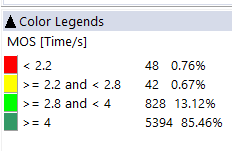 Color Legends
MOS [Time/s]
< 2.2 48 0.76%
>= 2.2 and < 2.8 42 0.67%
>= 2.8 and < 4 828 13.12%
>= 4 5394 85.46%